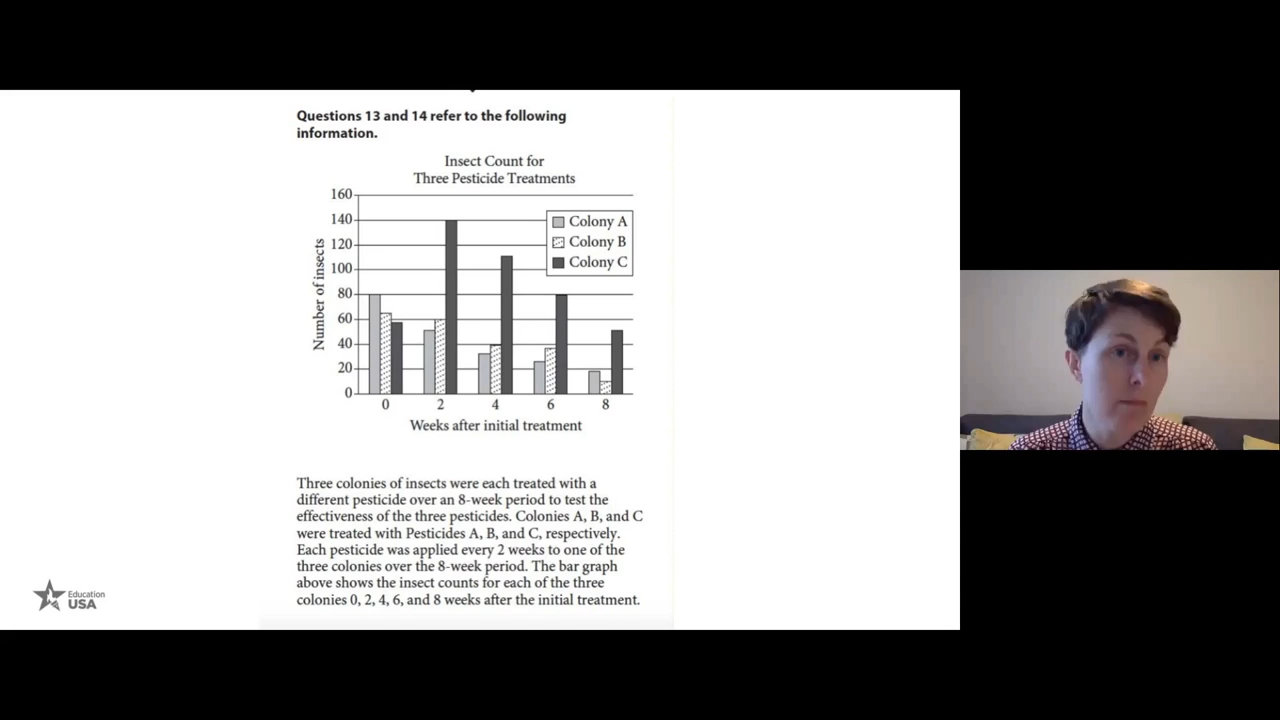 Questions 13 and 14 refer to the following
information.
Insect Count for
Three Pesticide Treatments
160
140
120
100
80
60
40
20
0
Number of insects
Colony A
Colony B
Colony C
0 2 4 6 8
Weeks after initial treatment
Three colonies of insects were each treated with a
different pesticide over an 8-week period to test the
effectiveness of the three pesticides. Colonies A, B, and C
were treated with Pesticides A, B, and C, respectively.
Each pesticide was applied every 2 weeks to one of the
three colonies over the 8-week period. The bar graph
above shows the insect counts for each of the three
colonies 0, 2, 4, 6, and 8 weeks after the initial treatment.
Education
USA